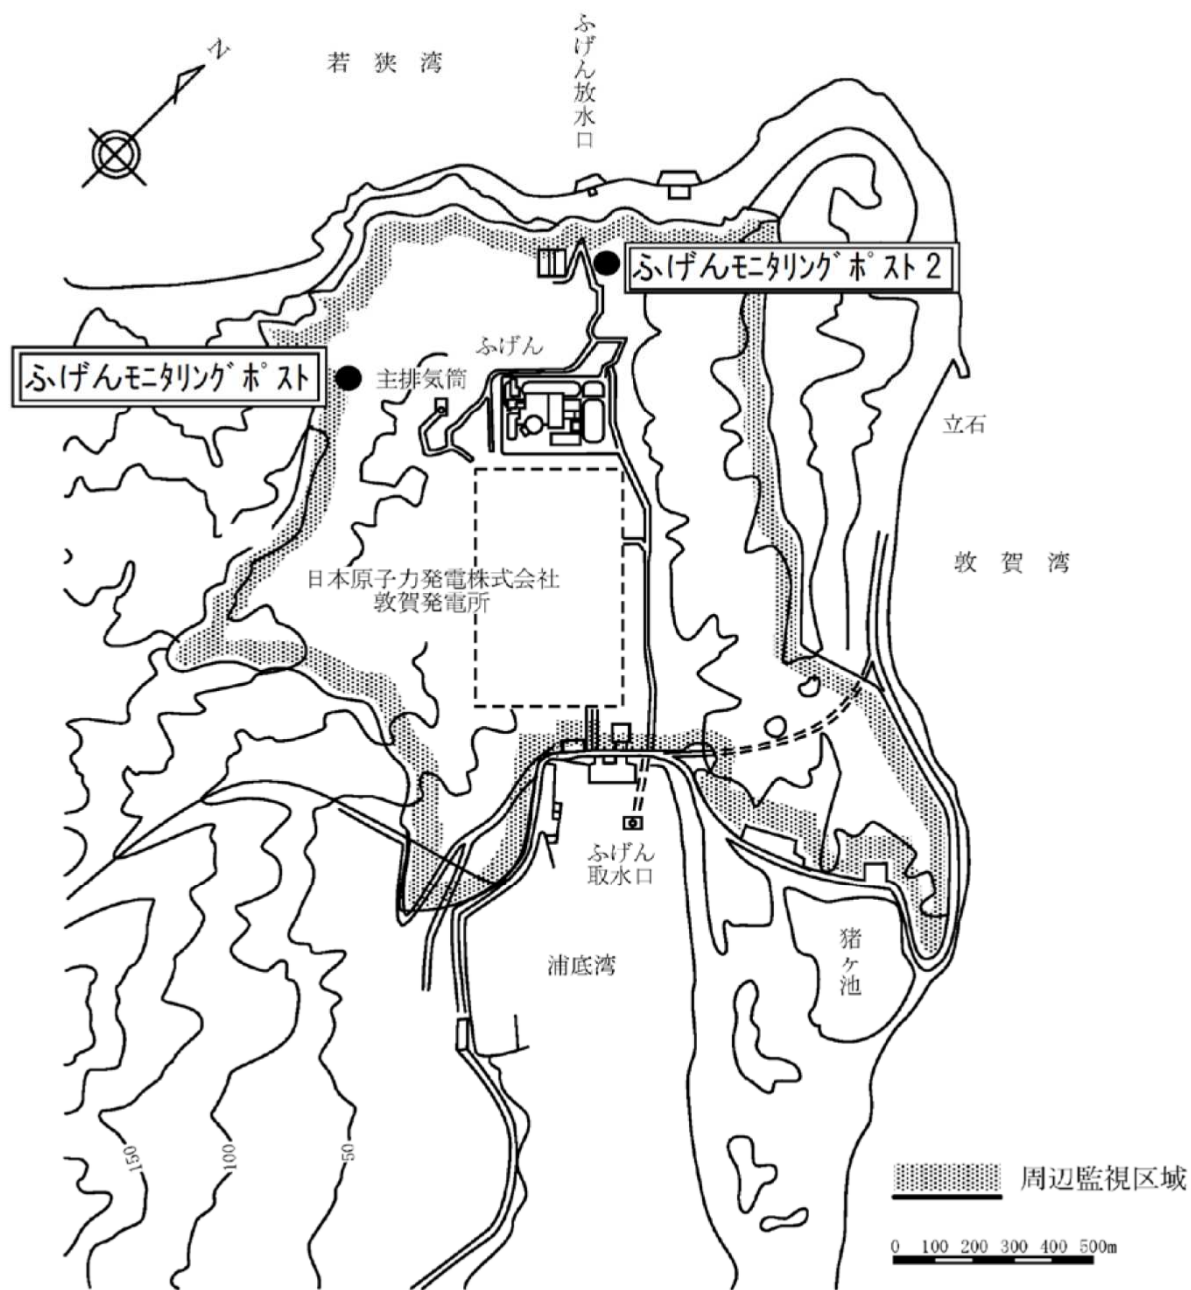 N
若狭湾
ふげん放水口
ふげんモニタリングポスト2
ふげんモニタリングポスト
ふげん
主排気筒
立石
敦賀湾
日本原子力発電株式会社
敦賀発電所
ふげん
取水口
浦底湾
猪ヶ池
150
100
50
周辺監視区域
0 100 200 300 400 500m